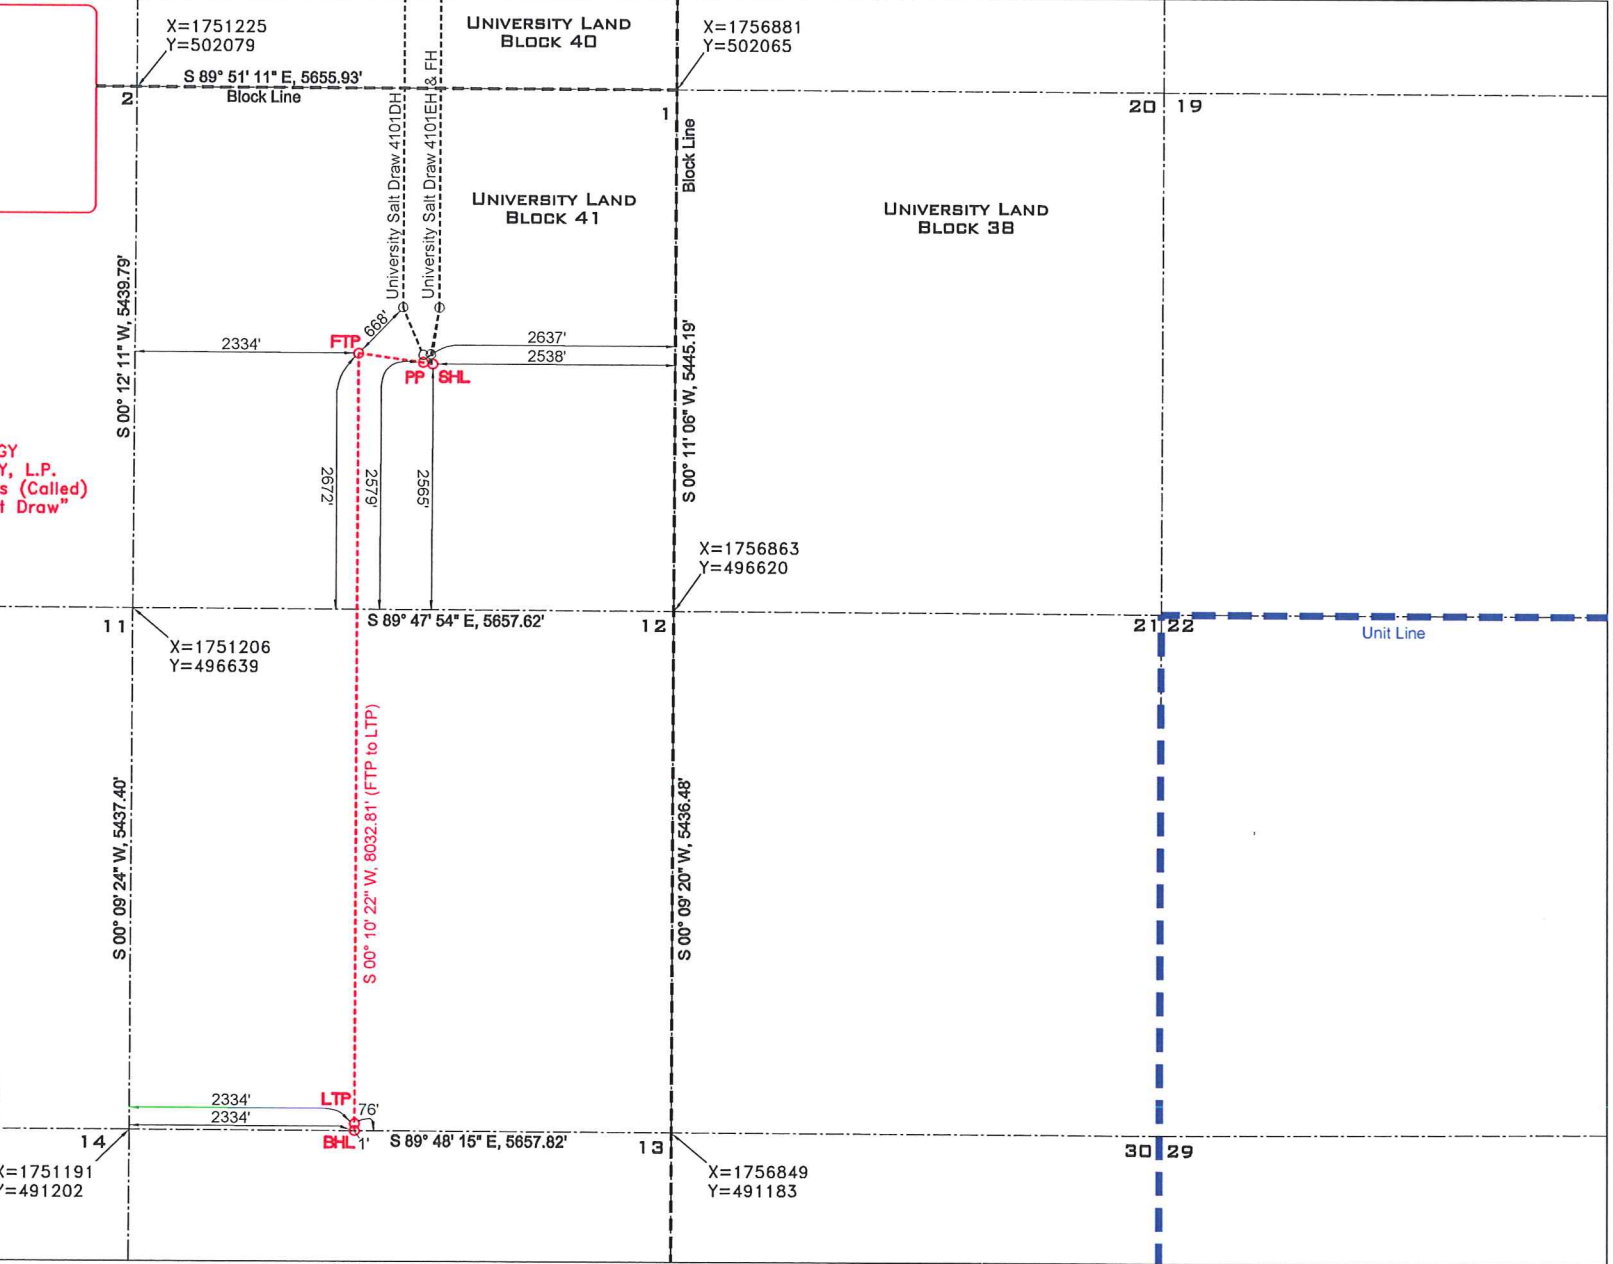 X=1751225
Y=502079
UNIVERSITY LAND
BLOCK 40
X=1756881
Y=502065
S 89° 51' 11" E, 5655.93'
Block Line
2
1
20
19
Block Line
University Salt Draw 4101DH
University Salt Draw 4101EH & FH
UNIVERSITY LAND
BLOCK 41
UNIVERSITY LAND
BLOCK 38
S 00° 12' 11" W, 5439.79'
S 00° 11' 06" W, 5445.19'
668'
FTP
2334'
2637'
2538'
PP
SHL
2672'
2579'
2565'
GY
Y, L.P.
s (Called)
t Draw"
X=1756863
Y=496620
S 89° 47' 54" E, 5657.62'
11
12
21
22
Unit Line
X=1751206
Y=496639
S 00° 09' 24" W, 5437.40'
S 00° 10' 22" W, 8032.81' (FTP to LTP)
S 00° 09' 20" W, 5436.48'
2334'
LTP
76'
2334'
BHL
1'
S 89° 48' 15" E, 5657.82'
14
13
30
29
X=1751191
Y=491202
X=1756849
Y=491183